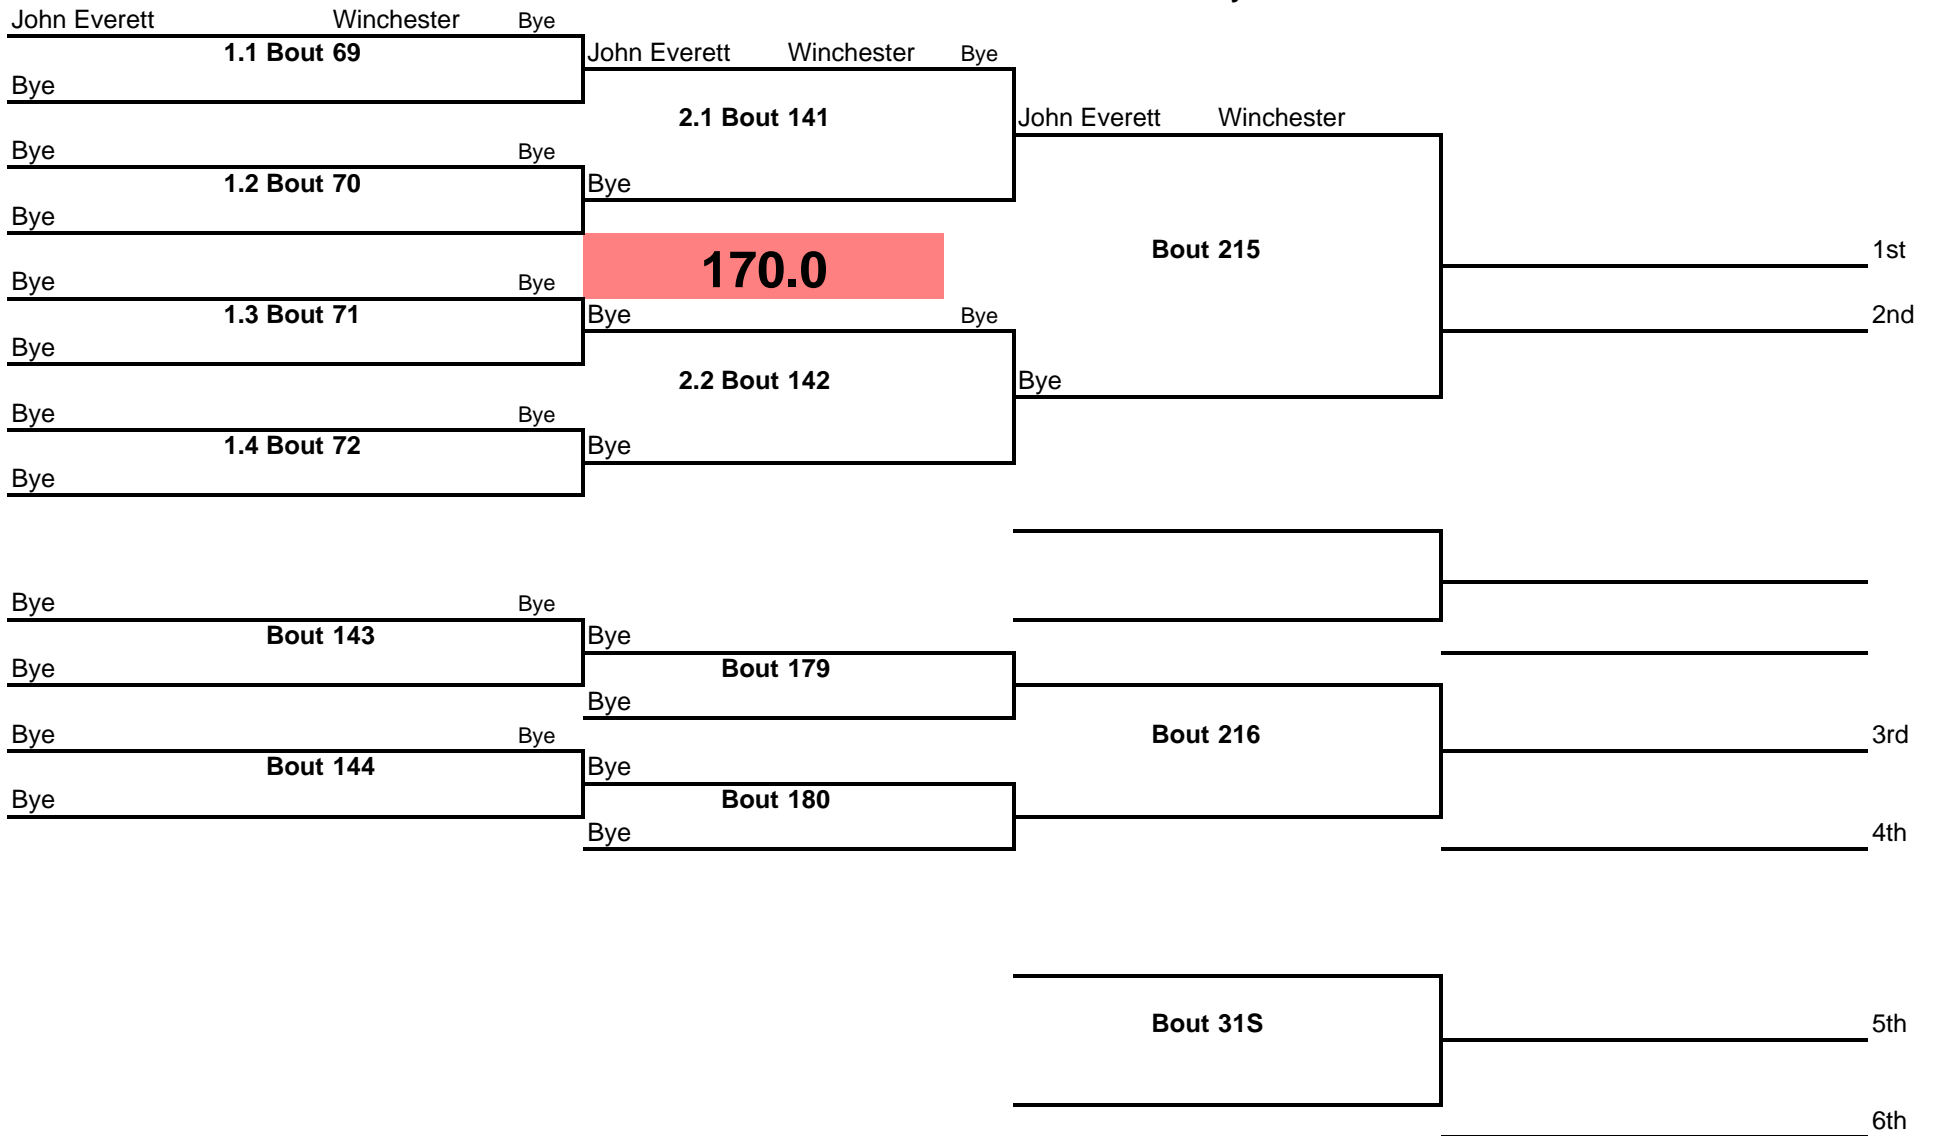 John Everett Winchester Bye
1.1 Bout 69
John Everett Winchester Bye
Bye
2.1 Bout 141
John Everett Winchester
Bye Bye
1.2 Bout 70
Bye
Bye
170.0
Bout 215
1st
Bye Bye
1.3 Bout 71
Bye Bye
2nd
Bye
2.2 Bout 142
Bye
Bye Bye
1.4 Bout 72
Bye
Bye
Bye Bye
Bout 143
Bye
Bye
Bout 179
Bye
Bye Bye
Bout 216
3rd
Bout 144
Bye
Bye
Bout 180
Bye
4th
Bout 31S
5th
6th